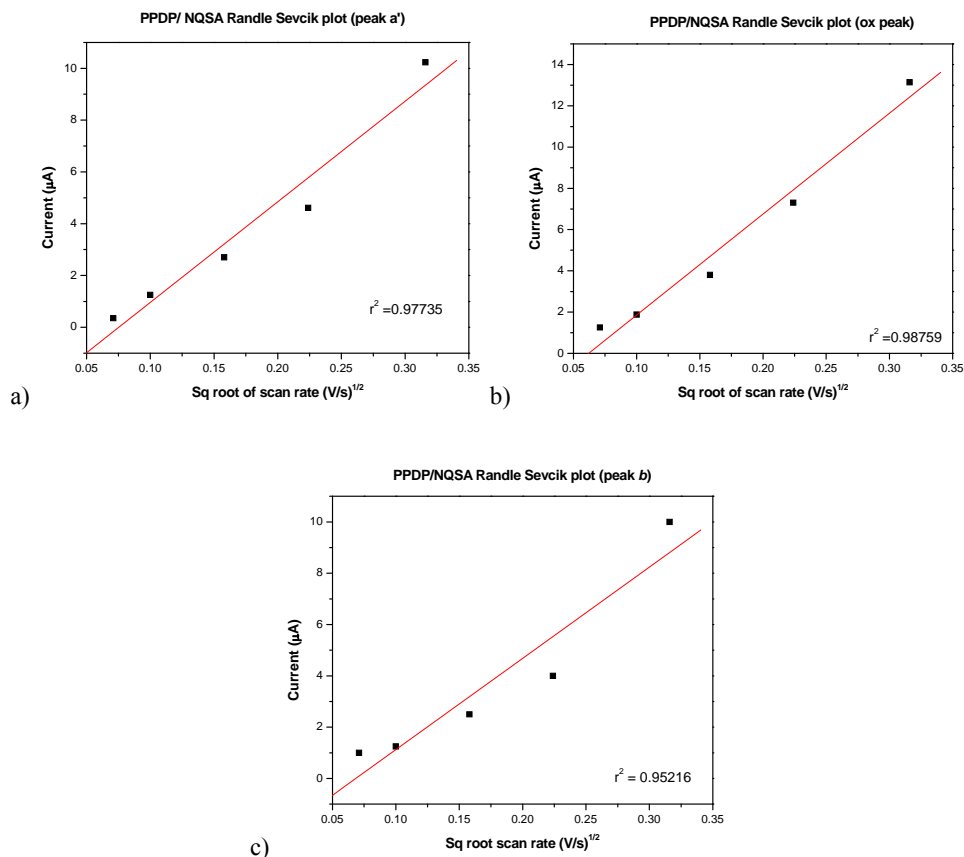 PPDP/ NQSA Randle Sevcik plot (peak a')
10
8
6
4
2
0
Current (μA)
r² =0.97735
0.05 0.10 0.15 0.20 0.25 0.30 0.35
Sq root of scan rate (V/s)^1/2
a)
PPDP/NQSA Randle Sevcik plot (ox peak)
14
12
10
8
6
4
2
0
Current (μA)
r² =0.98759
0.05 0.10 0.15 0.20 0.25 0.30 0.35
Sq root of scan rate (V/s)^1/2
b)
PPDP/NQSA Randle Sevcik plot (peak b)
10
8
6
4
2
0
Current (μA)
r² = 0.95216
0.05 0.10 0.15 0.20 0.25 0.30 0.35
Sq root scan rate (V/s)^1/2
c)